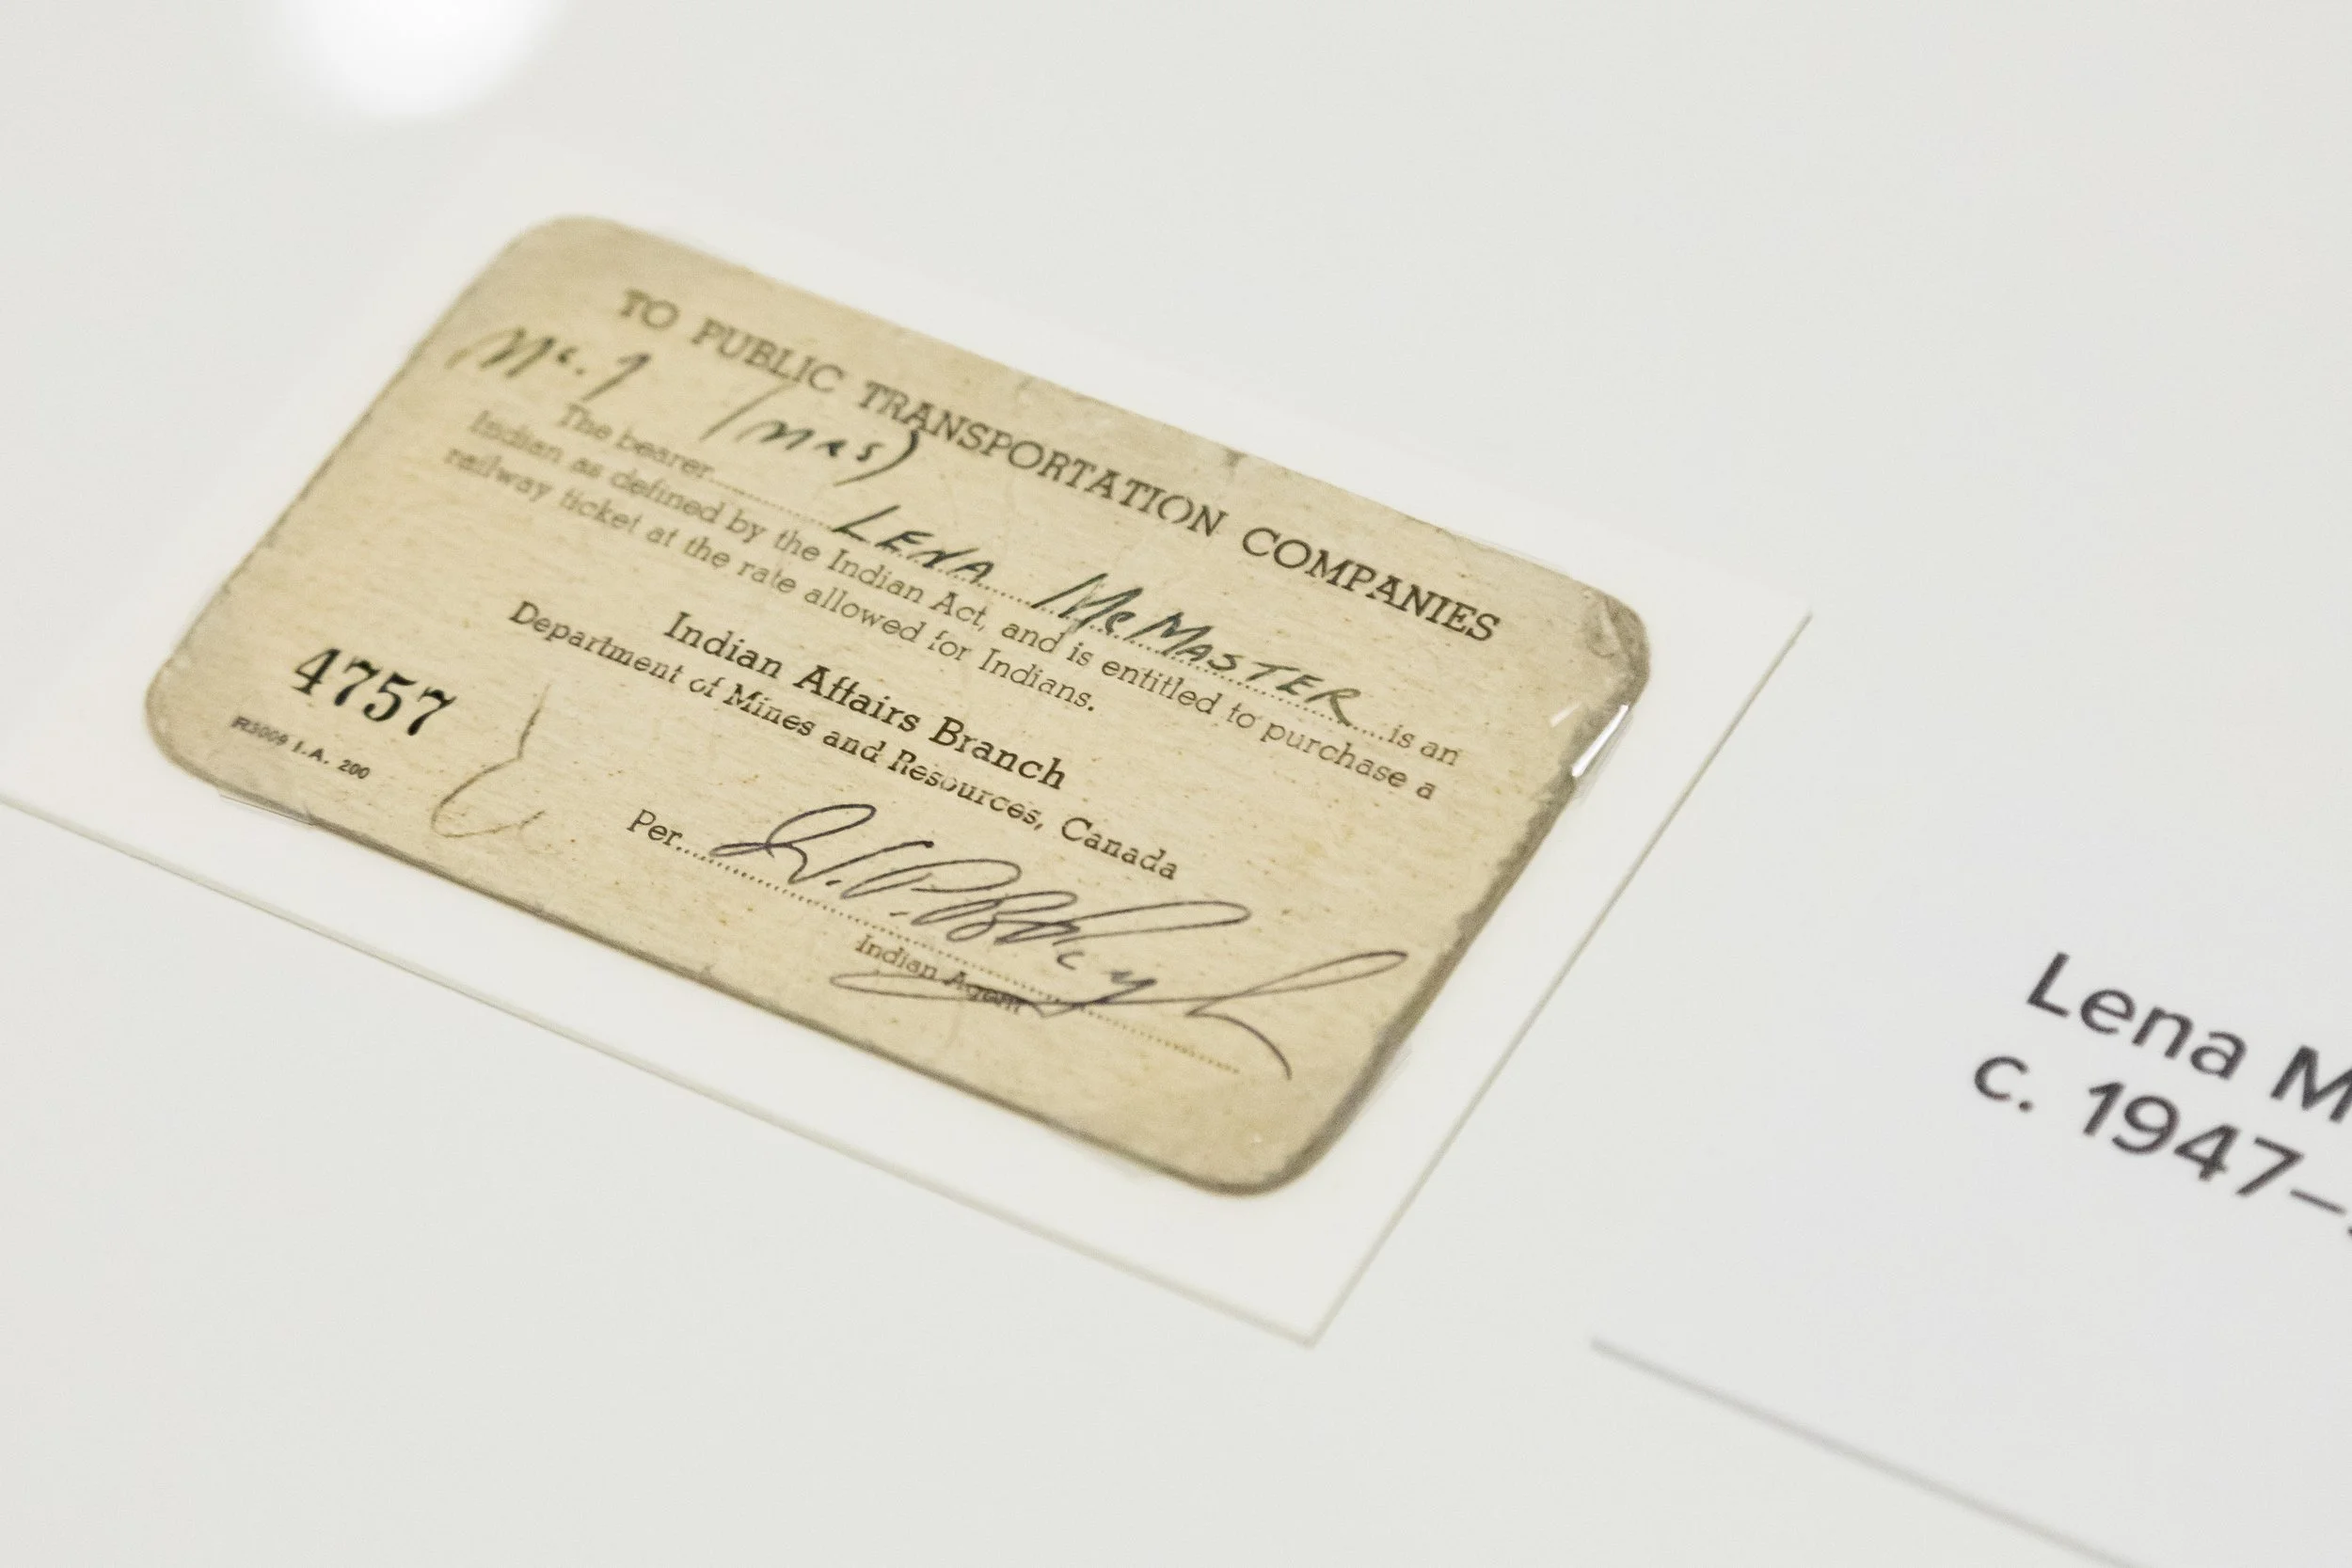 TO PUBLIC TRANSPORTATION COMPANIES
(MRS)
The bearer LENA McMASTER is an
Indian as defined by the Indian Act, and is entitled to purchase a
railway ticket at the rate allowed for Indians.
Indian Affairs Branch
Department of Mines and Resources, Canada
4757
R3009 I.A. 200
Per
Indian Agent
Lena M
c. 1947–